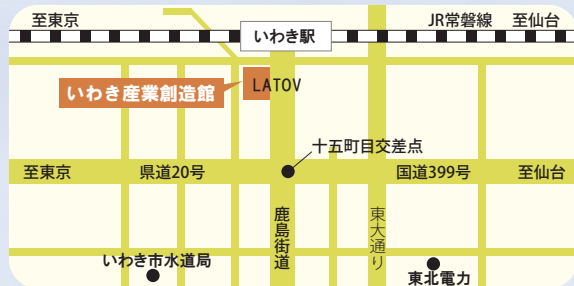 至東京
いわき駅
JR常磐線
至仙台
いわき産業創造館
LATOV
十五町目交差点
至東京
県道20号
国道399号
至仙台
鹿島街道
東大通り
いわき市水道局
東北電力